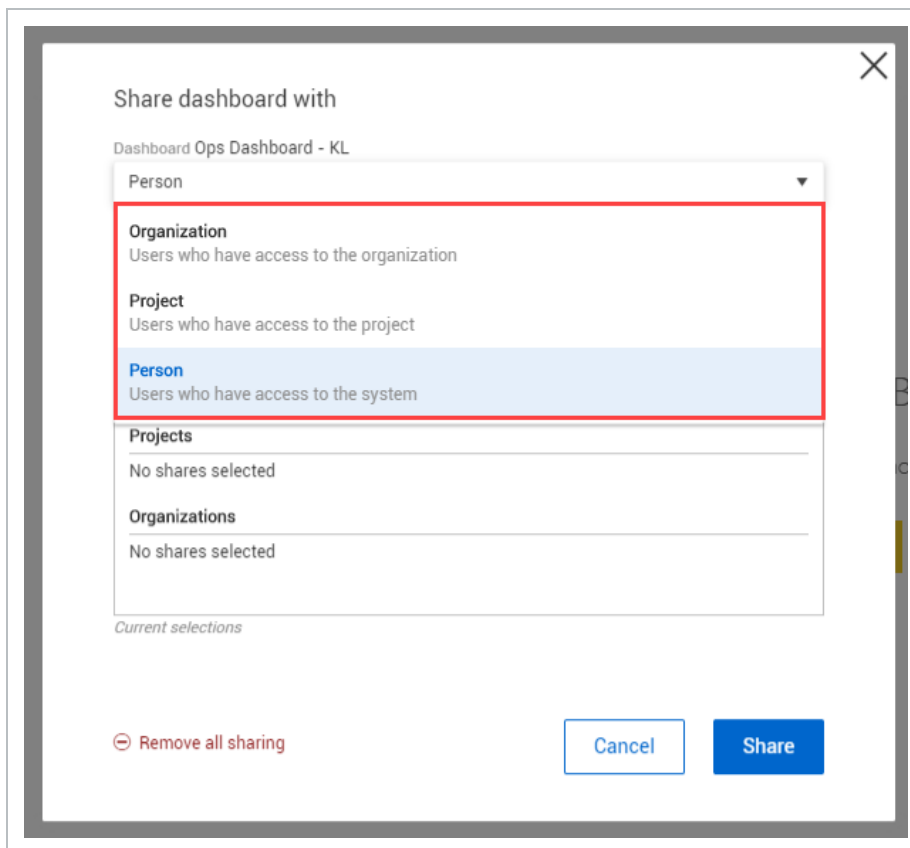 Share dashboard with
Dashboard Ops Dashboard - KL
Person
Organization
Users who have access to the organization
Project
Users who have access to the project
Person
Users who have access to the system
Projects
No shares selected
Organizations
No shares selected
Current selections
Remove all sharing
Cancel
Share